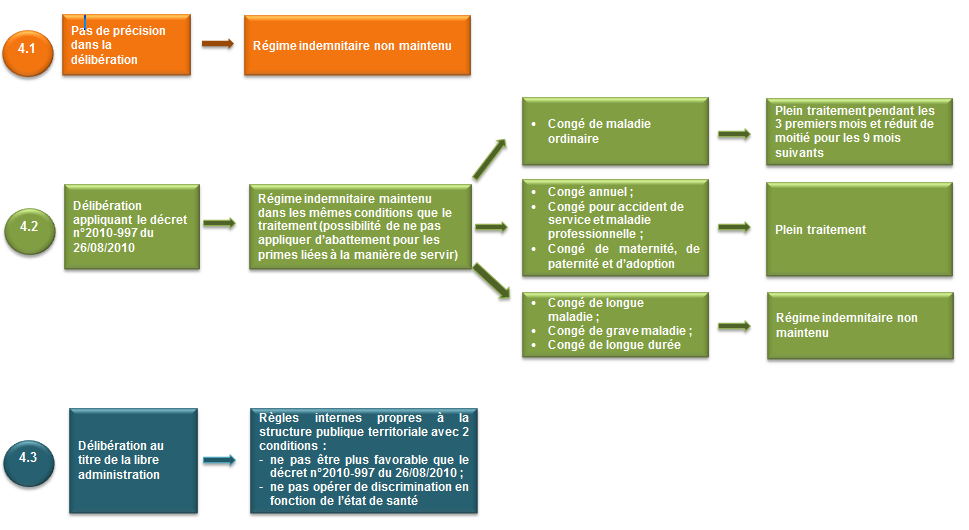 4.1
Pas de précision
dans la
délibération
Régime indemnitaire non maintenu
4.2
Délibération
appliquant le décret
n°2010-997 du
26/08/2010
Régime indemnitaire maintenu
dans les mêmes conditions que le
traitement (possibilité de ne pas
appliquer d'abattement pour les
primes liées à la manière de servir)
• Congé de maladie
ordinaire
Plein traitement pendant les
3 premiers mois et réduit de
moitié pour les 9 mois
suivants
• Congé annuel ;
• Congé pour accident de
service et maladie
professionnelle ;
• Congé de maternité, de
paternité et d'adoption
Plein traitement
• Congé de longue
maladie ;
• Congé de grave maladie ;
• Congé de longue durée
Régime indemnitaire non
maintenu
4.3
Délibération au
titre de la libre
administration
Règles internes propres à la
structure publique territoriale avec 2
conditions :
- ne pas être plus favorable que le
décret n°2010-997 du 26/08/2010 ;
- ne pas opérer de discrimination en
fonction de l'état de santé